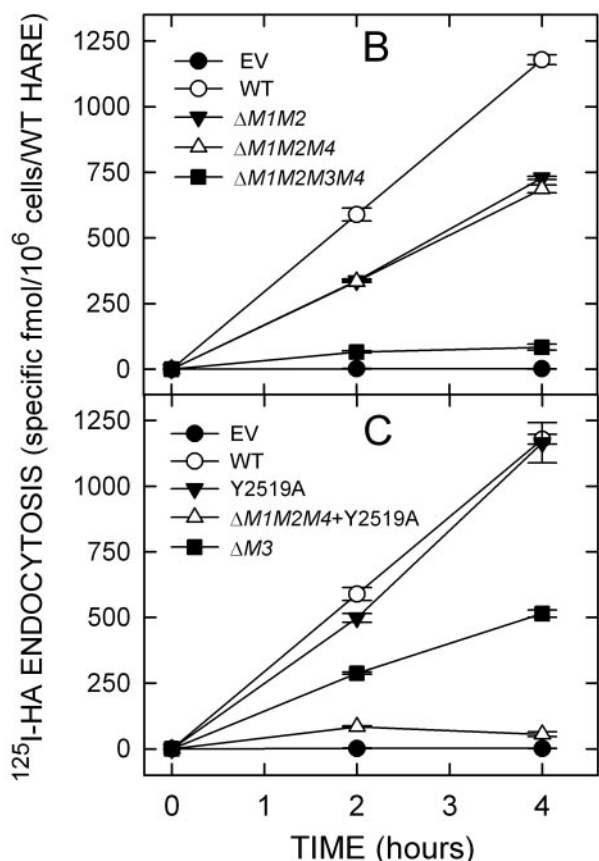 ¹²⁵I-HA ENDOCYTOSIS (specific fmol/10⁶ cells/WT HARE)
B
1250
1000
750
500
250
0
EV
WT
ΔM1M2
ΔM1M2M4
ΔM1M2M3M4
C
1250
1000
750
500
250
0
EV
WT
Y2519A
ΔM1M2M4+Y2519A
ΔM3
0 1 2 3 4
TIME (hours)